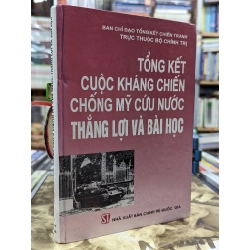 BAN CHỈ ĐẠO TỔNG KẾT CHIẾN TRANH
TRỰC THUỘC BỘ CHÍNH TRỊ
TỔNG KẾT
CUỘC KHÁNG CHIẾN
CHỐNG MỸ CỨU NƯỚC
THẮNG LỢI VÀ BÀI HỌC
NHÀ XUẤT BẢN CHÍNH TRỊ QUỐC GIA